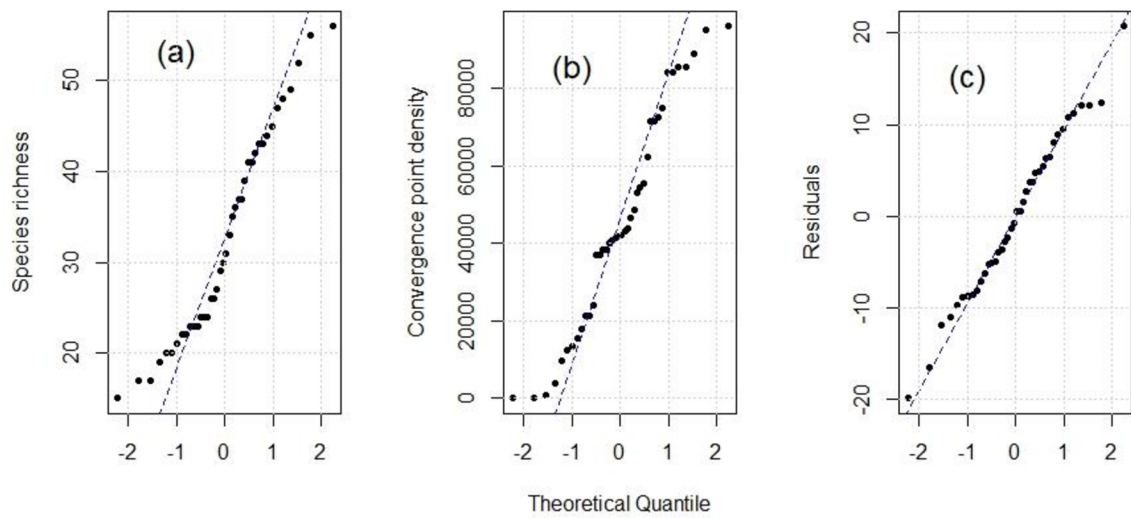 (a)
Species richness
50
40
30
20
-2 -1 0 1 2
(b)
Convergence point density
80000
60000
40000
20000
0
-2 -1 0 1 2
(c)
Residuals
20
10
0
-10
-20
-2 -1 0 1 2
Theoretical Quantile